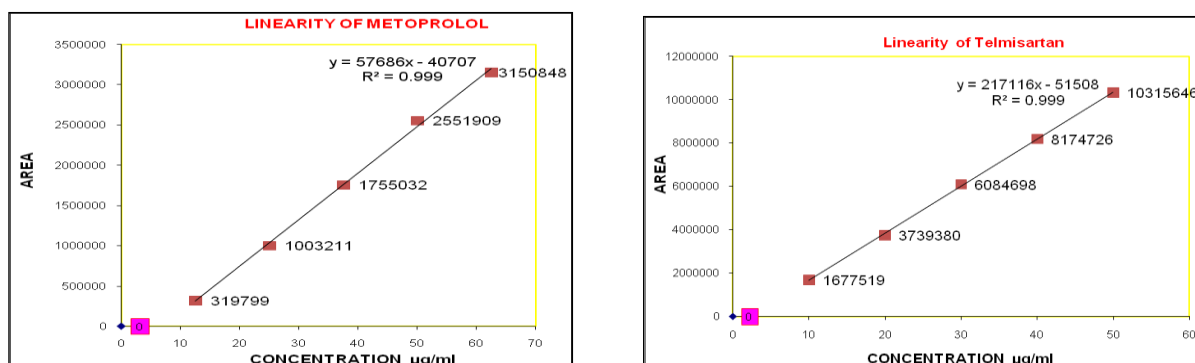 LINEARITY OF METOPROLOL
3500000
3000000
2500000
2000000
1500000
1000000
500000
0
AREA
y = 57686x - 40707
R² = 0.999
3150848
2551909
1755032
1003211
319799
0
0 10 20 30 40 50 60 70
CONCENTRATION µg/ml
Linearity of Telmisartan
12000000
10000000
8000000
6000000
4000000
2000000
0
AREA
y = 217116x - 51508
R² = 0.999
10315646
8174726
6084698
3739380
1677519
0
0 10 20 30 40 50 60
CONCENTRATION µg/ml